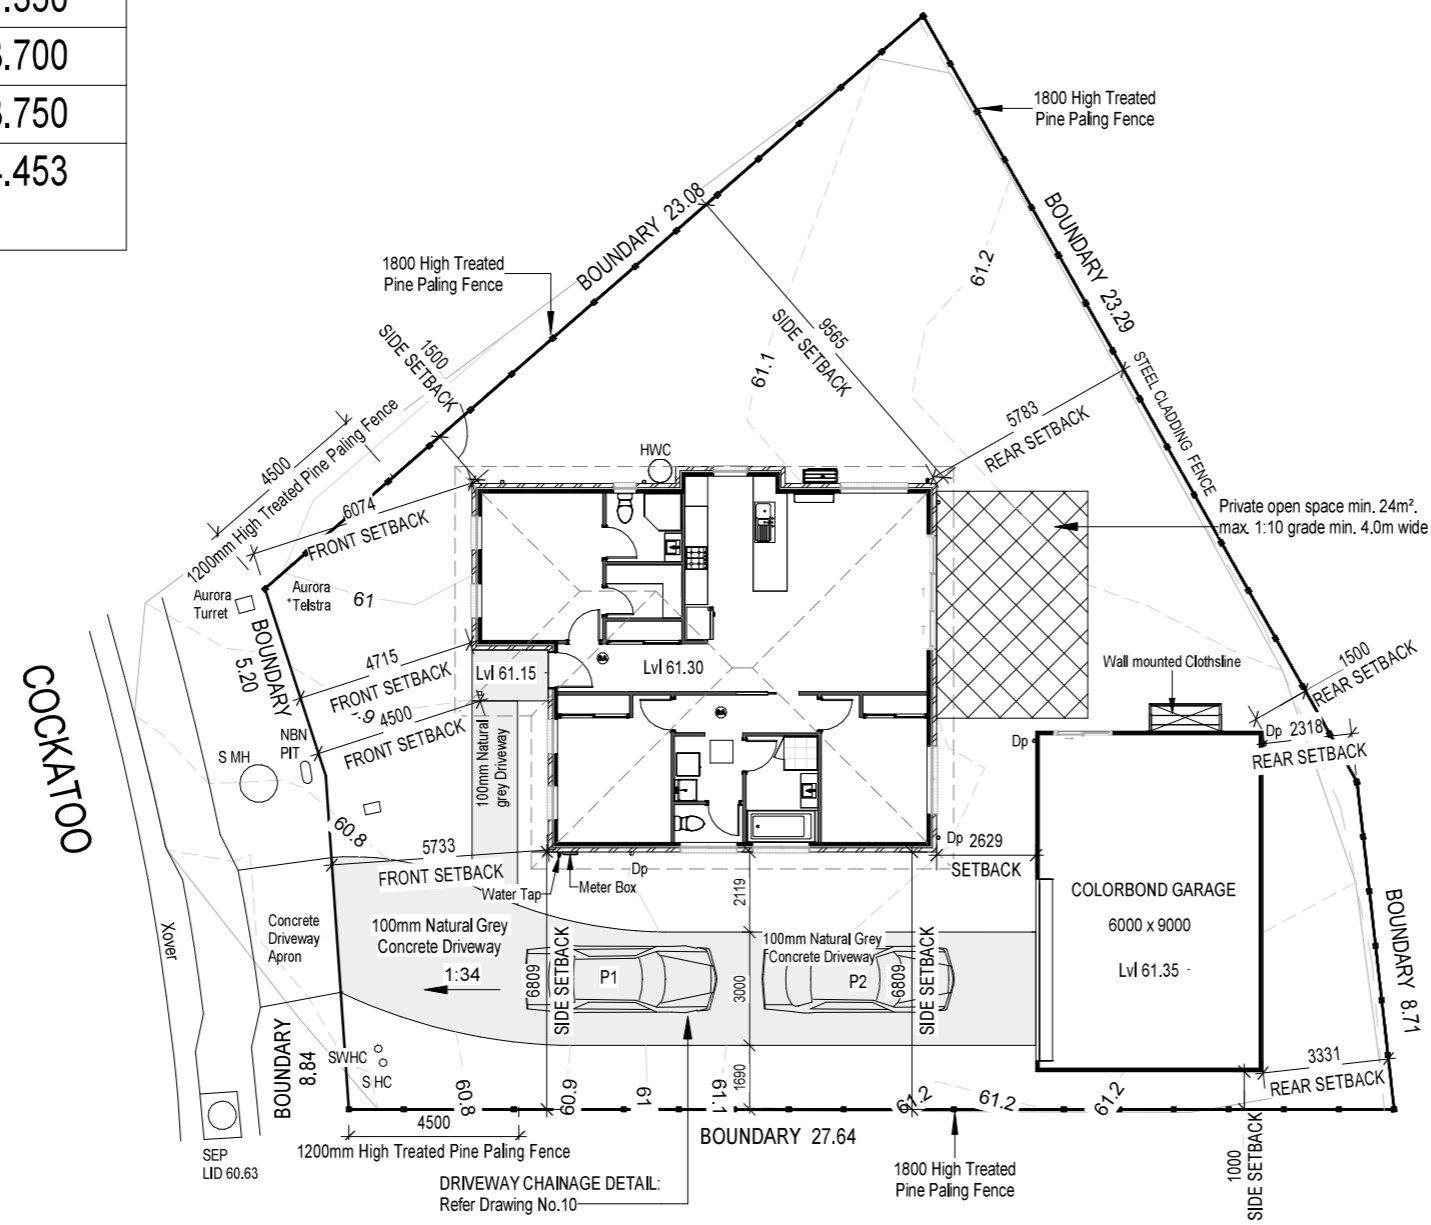 .700
.750
.453
1800 High Treated
Pine Paling Fence
BOUNDARY 23.08
BOUNDARY 23.29
61.2
1800 High Treated
Pine Paling Fence
1500
SIDE SETBACK
9565
SIDE SETBACK
61.1
STEEL CLADDING FENCE
5783
REAR SETBACK
4500
1200mm High Treated Pine Paling Fence
HWC
6074
FRONT SETBACK
Private open space min. 24m².
max. 1:10 grade min. 4.0m wide
Aurora
Turret
Aurora
Telstra
61
BOUNDARY
5.20
4715
FRONT SETBACK
Lvl 61.15
Lvl 61.30
Wall mounted Clothsline
1500
REAR SETBACK
COCKATOO
4500
FRONT SETBACK
NBN
PIT
S MH
100mm Natural
grey Driveway
Dp
Dp
2318
REAR SETBACK
60.8
5733
FRONT SETBACK
Water Tap
Meter Box
Dp
Dp
2629
SETBACK
2119
COLORBOND GARAGE
6000 x 9000
Lvl 61.35
BOUNDARY 8.71
Xover
Concrete
Driveway
Apron
100mm Natural Grey
Concrete Driveway
1:34
6809
SIDE SETBACK
P1
3000
100mm Natural Grey
Concrete Driveway
P2
6809
SIDE SETBACK
BOUNDARY
8.84
SWHC
S HC
60.8
60.9
61
1690
61.1
61.2
61.2
61.2
3331
REAR SETBACK
4500
1200mm High Treated Pine Paling Fence
BOUNDARY 27.64
1000
SIDE SETBACK
SEP
LID 60.63
DRIVEWAY CHAINAGE DETAIL:
Refer Drawing No.10
1800 High Treated
Pine Paling Fence